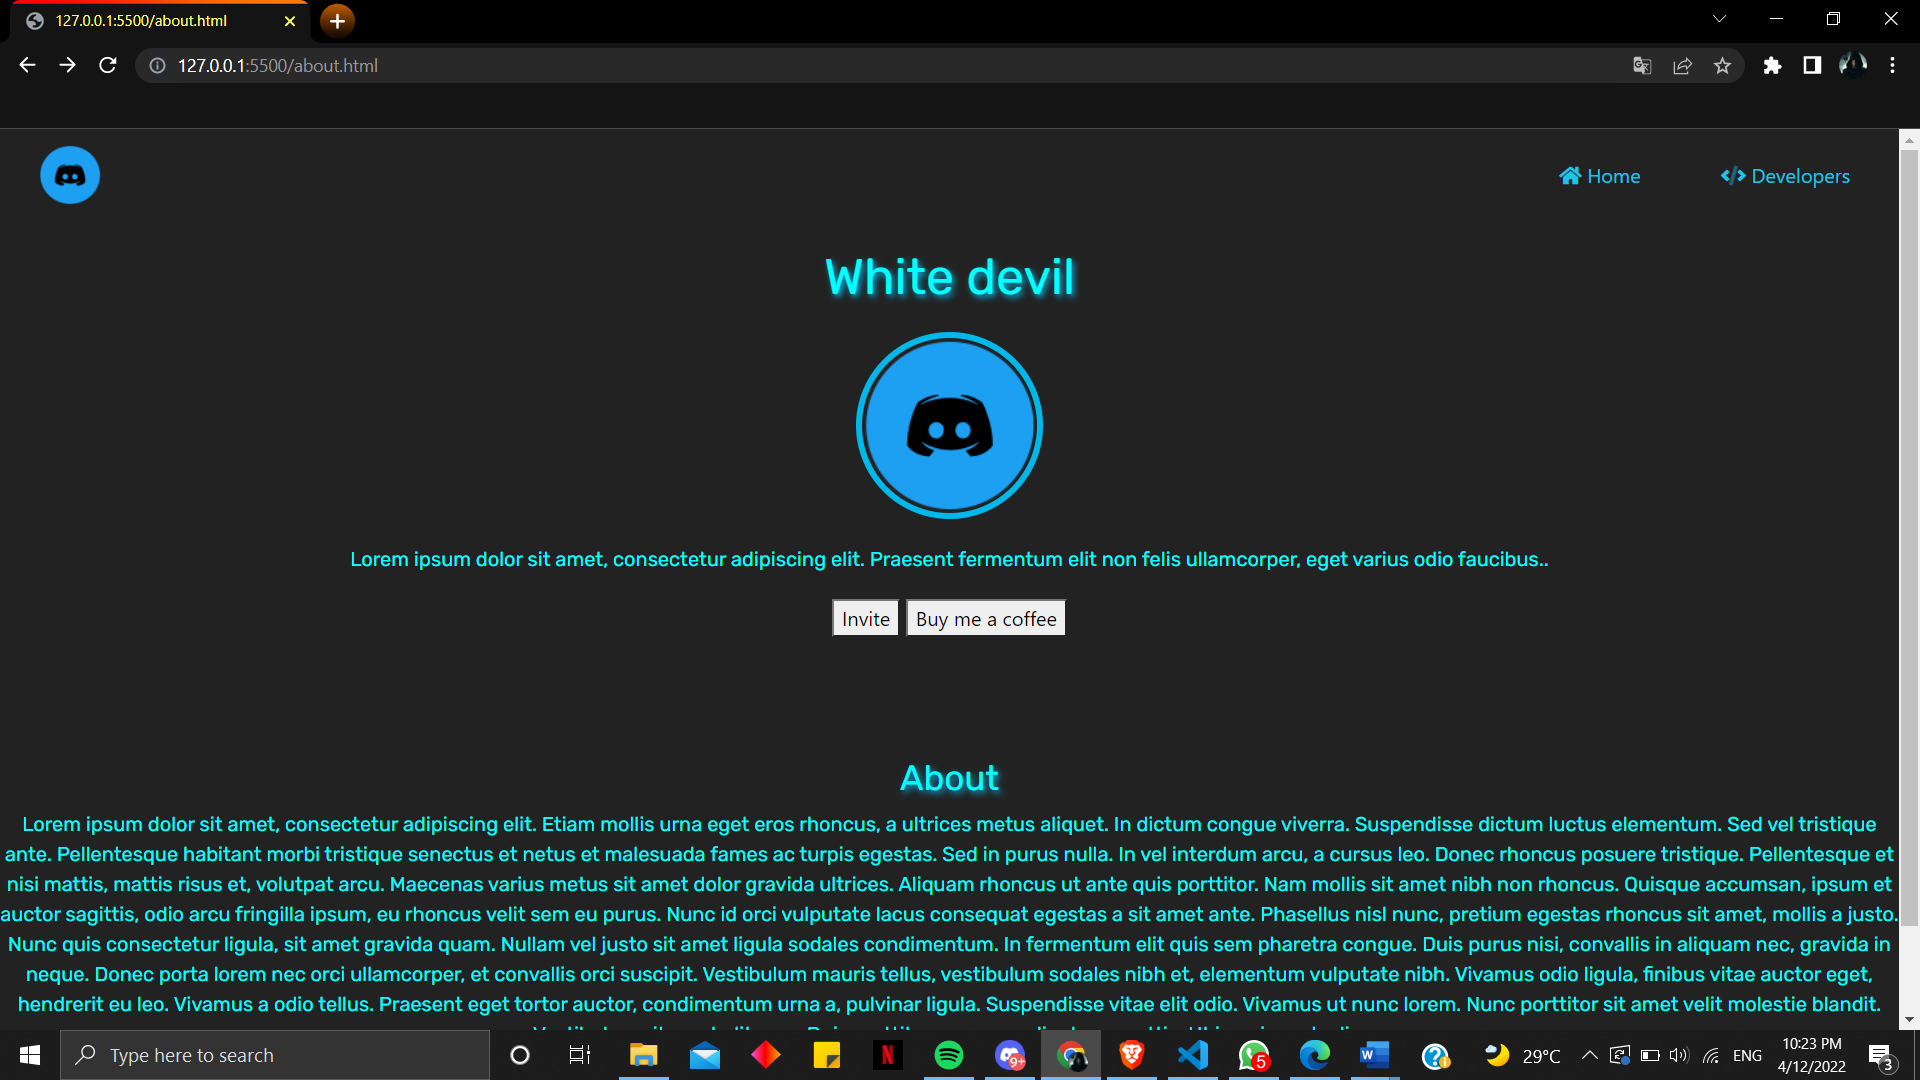 127.0.0.1:5500/about.html
127.0.0.1:5500/about.html
Home
Developers
White devil
Lorem ipsum dolor sit amet, consectetur adipiscing elit. Praesent fermentum elit non felis ullamcorper, eget varius odio faucibus..
Invite
Buy me a coffee
About
Lorem ipsum dolor sit amet, consectetur adipiscing elit. Etiam mollis urna eget eros rhoncus, a ultrices metus aliquet. In dictum congue viverra. Suspendisse dictum luctus elementum. Sed vel tristique
ante. Pellentesque habitant morbi tristique senectus et netus et malesuada fames ac turpis egestas. Sed in purus nulla. In vel interdum arcu, a cursus leo. Donec rhoncus posuere tristique. Pellentesque et
nisi mattis, mattis risus et, volutpat arcu. Maecenas varius metus sit amet dolor gravida ultrices. Aliquam rhoncus ut ante quis porttitor. Nam mollis sit amet nibh non rhoncus. Quisque accumsan, ipsum et
auctor sagittis, odio arcu fringilla ipsum, eu rhoncus velit sem eu purus. Nunc id orci vulputate lacus consequat egestas a sit amet ante. Phasellus nisl nunc, pretium egestas rhoncus sit amet, mollis a justo.
Nunc quis consectetur ligula, sit amet gravida quam. Nullam vel justo sit amet ligula sodales condimentum. In fermentum elit quis sem pharetra congue. Duis purus nisi, convallis in aliquam nec, gravida in
neque. Donec porta lorem nec orci ullamcorper, et convallis orci suscipit. Vestibulum mauris tellus, vestibulum sodales nibh et, elementum vulputate nibh. Vivamus odio ligula, finibus vitae auctor eget,
hendrerit eu leo. Vivamus a odio tellus. Praesent eget tortor auctor, condimentum urna a, pulvinar ligula. Suspendisse vitae elit odio. Vivamus ut nunc lorem. Nunc porttitor sit amet velit molestie blandit.
Type here to search
9+
5
29°C
ENG
10:23 PM
4/12/2022
3